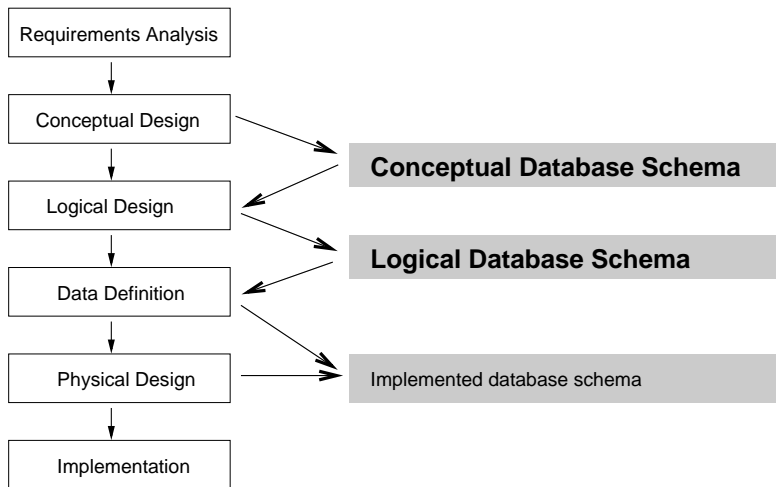 Requirements Analysis
Conceptual Design
Conceptual Database Schema
Logical Design
Logical Database Schema
Data Definition
Physical Design
Implemented database schema
Implementation